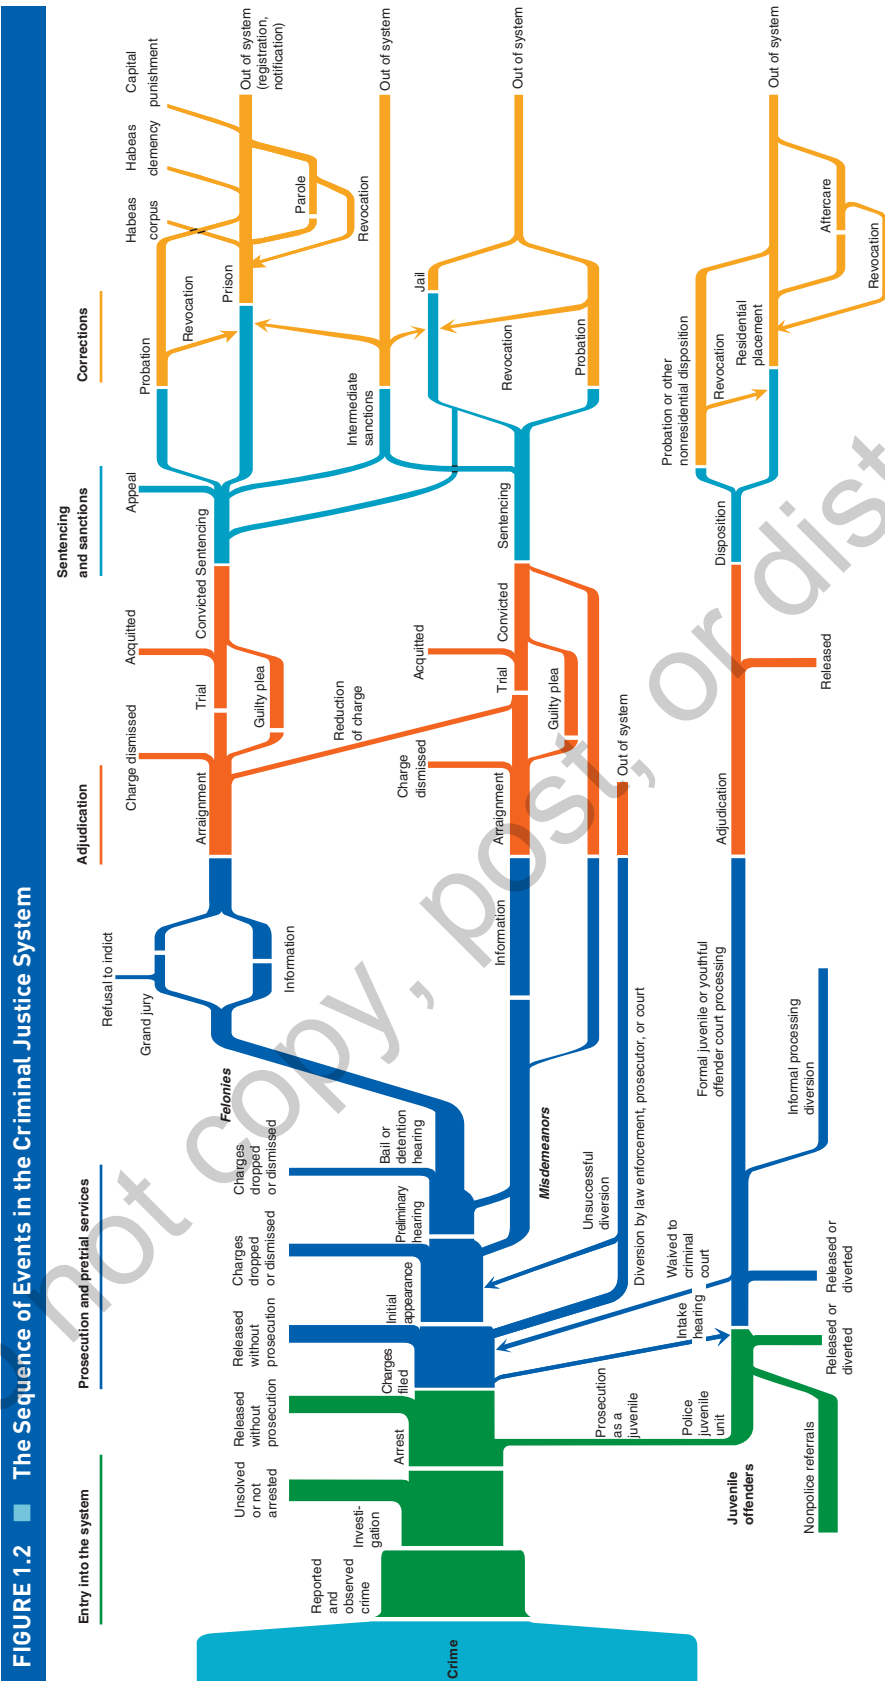 FIGURE 1.2 ■ The Sequence of Events in the Criminal Justice System
Entry into the system
Prosecution and pretrial services
Adjudication
Sentencing
and sanctions
Corrections
Crime
Reported
and
observed
crime
Investi-
gation
Unsolved
or not
arrested
Arrest
Released
without
prosecution
Charges
filed
Released
without
prosecution
Initial
appearance
Charges
dropped
or dismissed
Preliminary
hearing
Charges
dropped
or dismissed
Bail or
detention
hearing
Felonies
Grand jury
Refusal to indict
Information
Arraignment
Charge dismissed
Trial
Acquitted
Guilty plea
Reduction
of charge
Convicted
Sentencing
Appeal
Probation
Revocation
Prison
Habeas
corpus
Habeas
clemency
Capital
punishment
Parole
Revocation
Out of system
(registration,
notification)
Intermediate
sanctions
Out of system
Misdemeanors
Information
Arraignment
Charge
dismissed
Trial
Acquitted
Guilty plea
Convicted
Sentencing
Jail
Revocation
Probation
Out of system
Unsuccessful
diversion
Diversion by law enforcement, prosecutor, or court
Out of system
Prosecution
as a
juvenile
Waived to
criminal
court
Intake
hearing
Police
juvenile
unit
Juvenile
offenders
Nonpolice referrals
Released or
diverted
Released or
diverted
Formal juvenile or youthful
offender court processing
Informal processing
diversion
Adjudication
Released
Disposition
Probation or other
nonresidential disposition
Revocation
Residential
placement
Aftercare
Revocation
Out of system
not copy, post, or dist